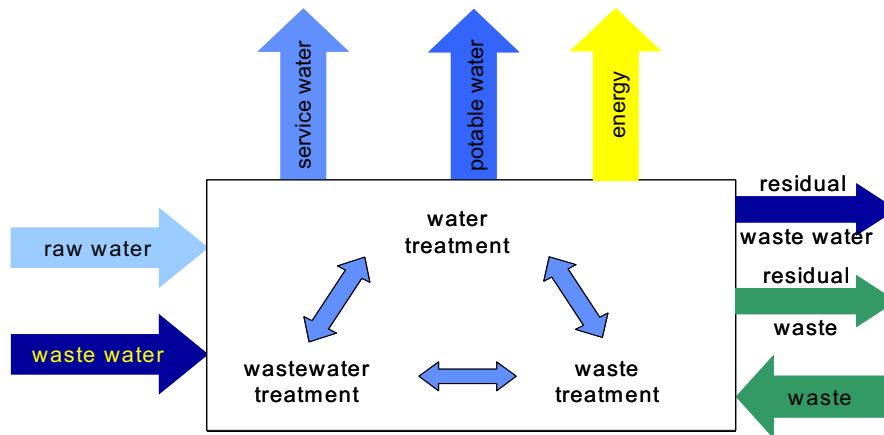 service water
potable water
energy
residual
waste water
water
treatment
raw water
residual
waste
waste water
wastewater
treatment
waste
treatment
waste